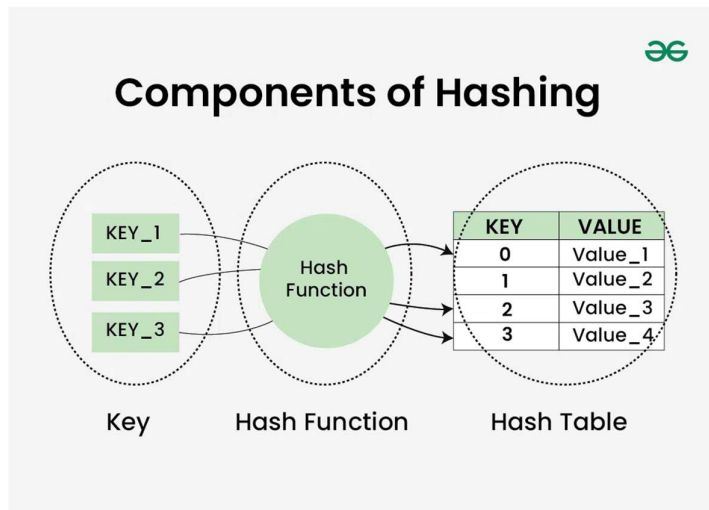 Components of Hashing
KEY_1
KEY_2
KEY_3
Hash
Function
KEY VALUE
0 Value_1
1 Value_2
2 Value_3
3 Value_4
Key
Hash Function
Hash Table